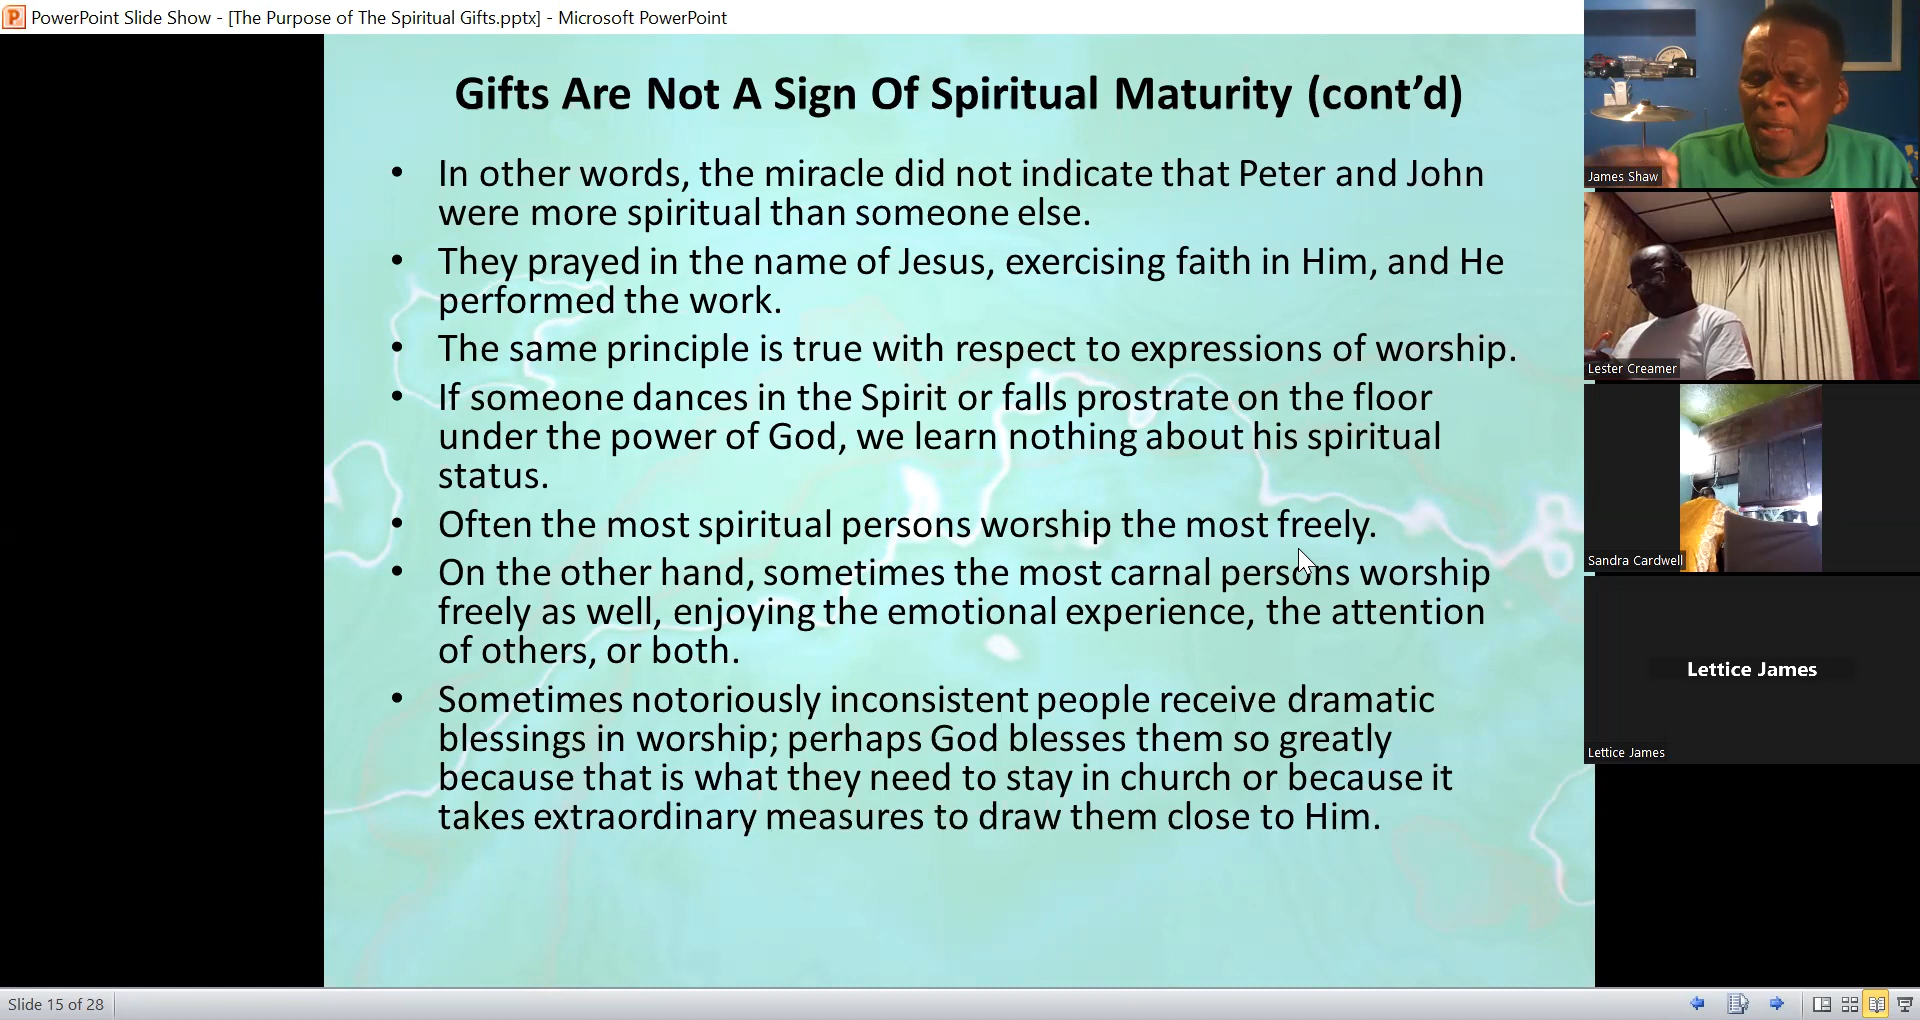 PowerPoint Slide Show - [The Purpose of The Spiritual Gifts.pptx] - Microsoft PowerPoint
Gifts Are Not A Sign Of Spiritual Maturity (cont’d)
• In other words, the miracle did not indicate that Peter and John
were more spiritual than someone else.
• They prayed in the name of Jesus, exercising faith in Him, and He
performed the work.
• The same principle is true with respect to expressions of worship.
• If someone dances in the Spirit or falls prostrate on the floor
under the power of God, we learn nothing about his spiritual
status.
• Often the most spiritual persons worship the most freely.
• On the other hand, sometimes the most carnal persons worship
freely as well, enjoying the emotional experience, the attention
of others, or both.
• Sometimes notoriously inconsistent people receive dramatic
blessings in worship; perhaps God blesses them so greatly
because that is what they need to stay in church or because it
takes extraordinary measures to draw them close to Him.
James Shaw
Lester Creamer
Sandra Cardwell
Lettice James
Lettice James
Slide 15 of 28